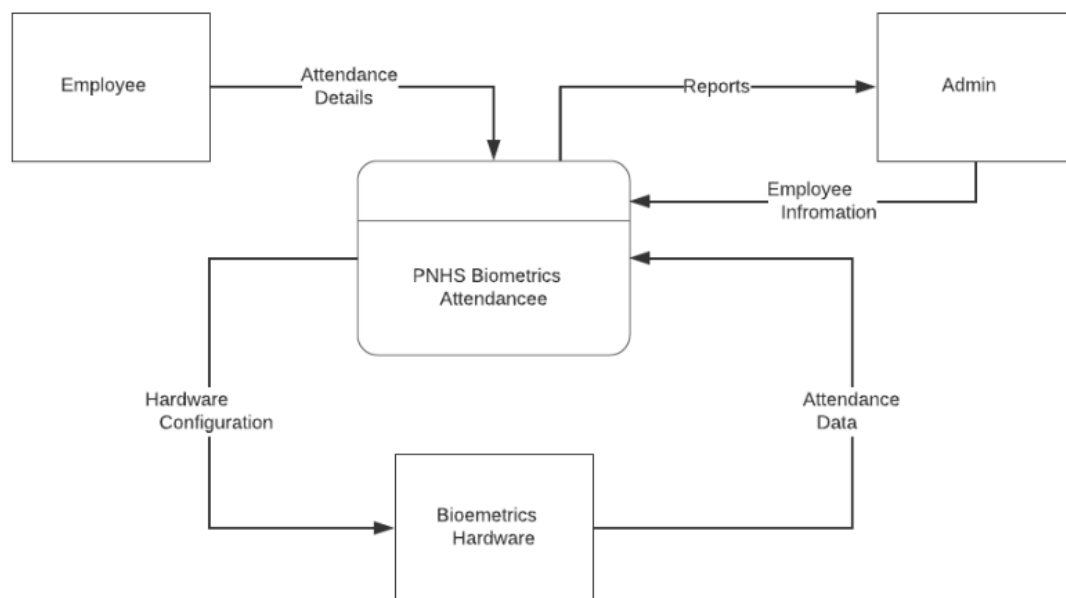 Employee
Attendance
Details
Reports
Admin
Employee
Infromation
PNHS Biometrics
Attendancee
Hardware
Configuration
Attendance
Data
Bioemetrics
Hardware